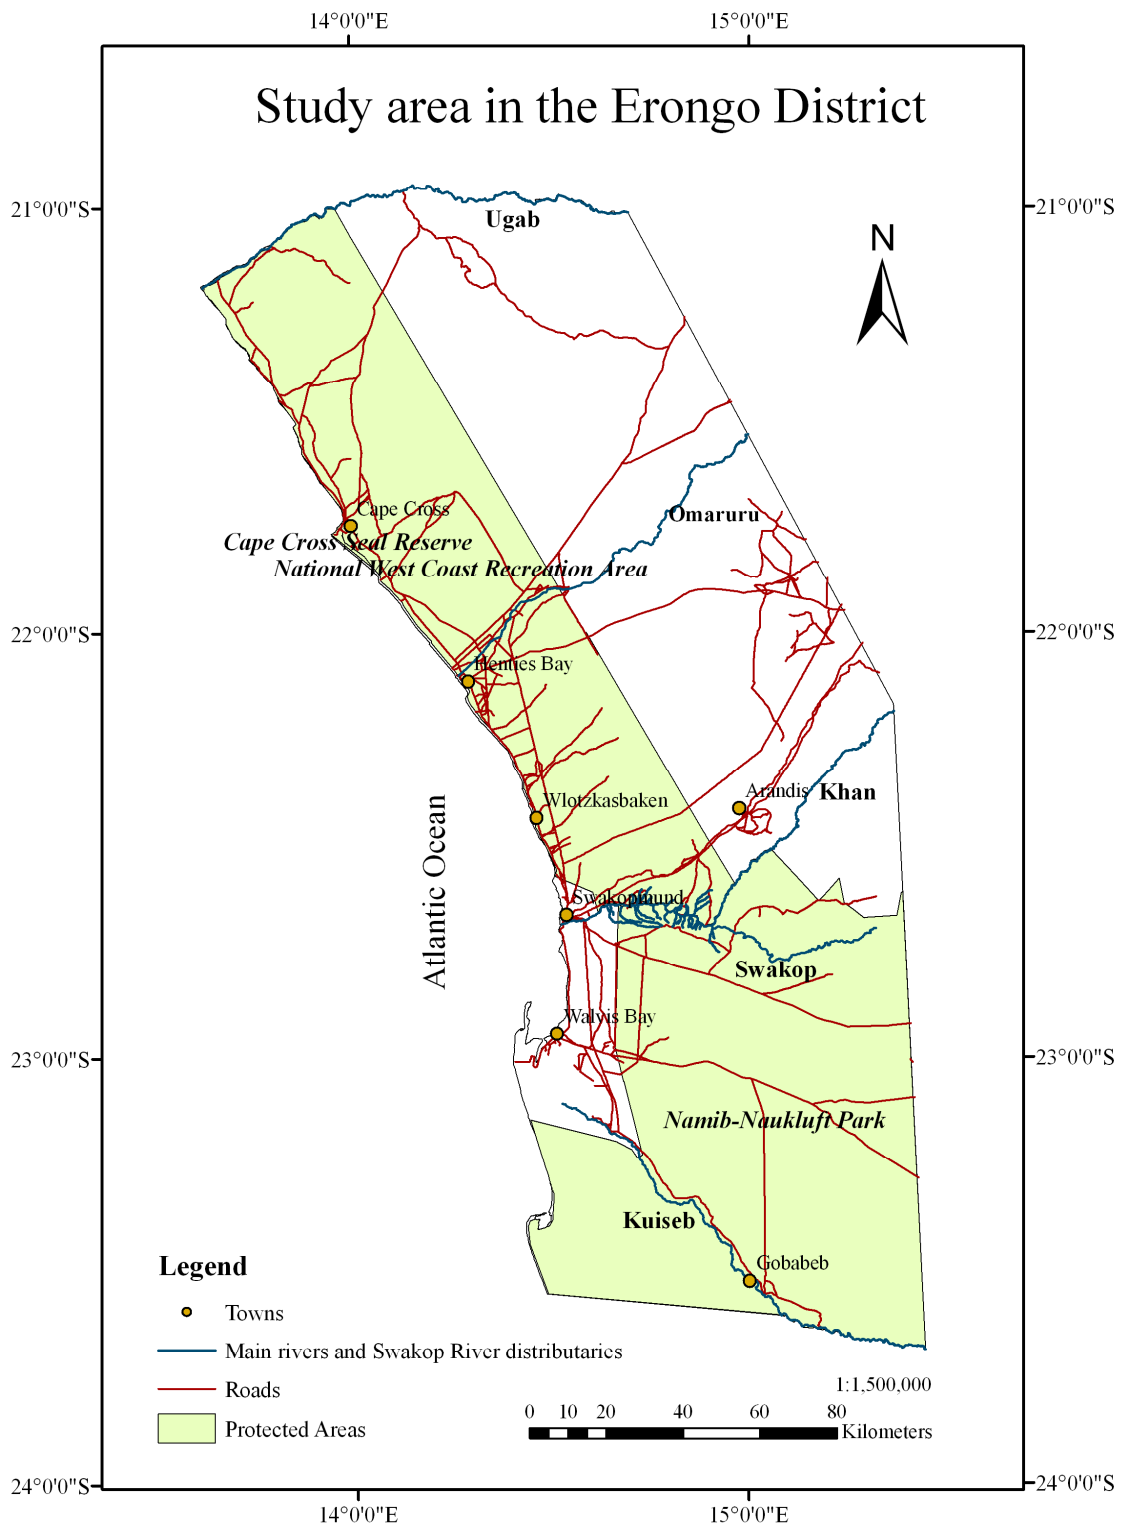 14°0'0"E
15°0'0"E
Study area in the Erongo District
21°0'0"S
21°0'0"S
Ugab
N
Cape Cross
Omaruru
Cape Cross Seal Reserve
National West Coast Recreation Area
22°0'0"S
22°0'0"S
Henties Bay
Arandis
Khan
Wlotzkasbaken
Atlantic Ocean
Swakopmund
Swakop
Walvis Bay
23°0'0"S
23°0'0"S
Namib-Naukluft Park
Kuiseb
Gobabeb
Legend
Towns
Main rivers and Swakop River distributaries
Roads
Protected Areas
1:1,500,000
0 10 20 40 60 80
Kilometers
24°0'0"S
24°0'0"S
14°0'0"E
15°0'0"E